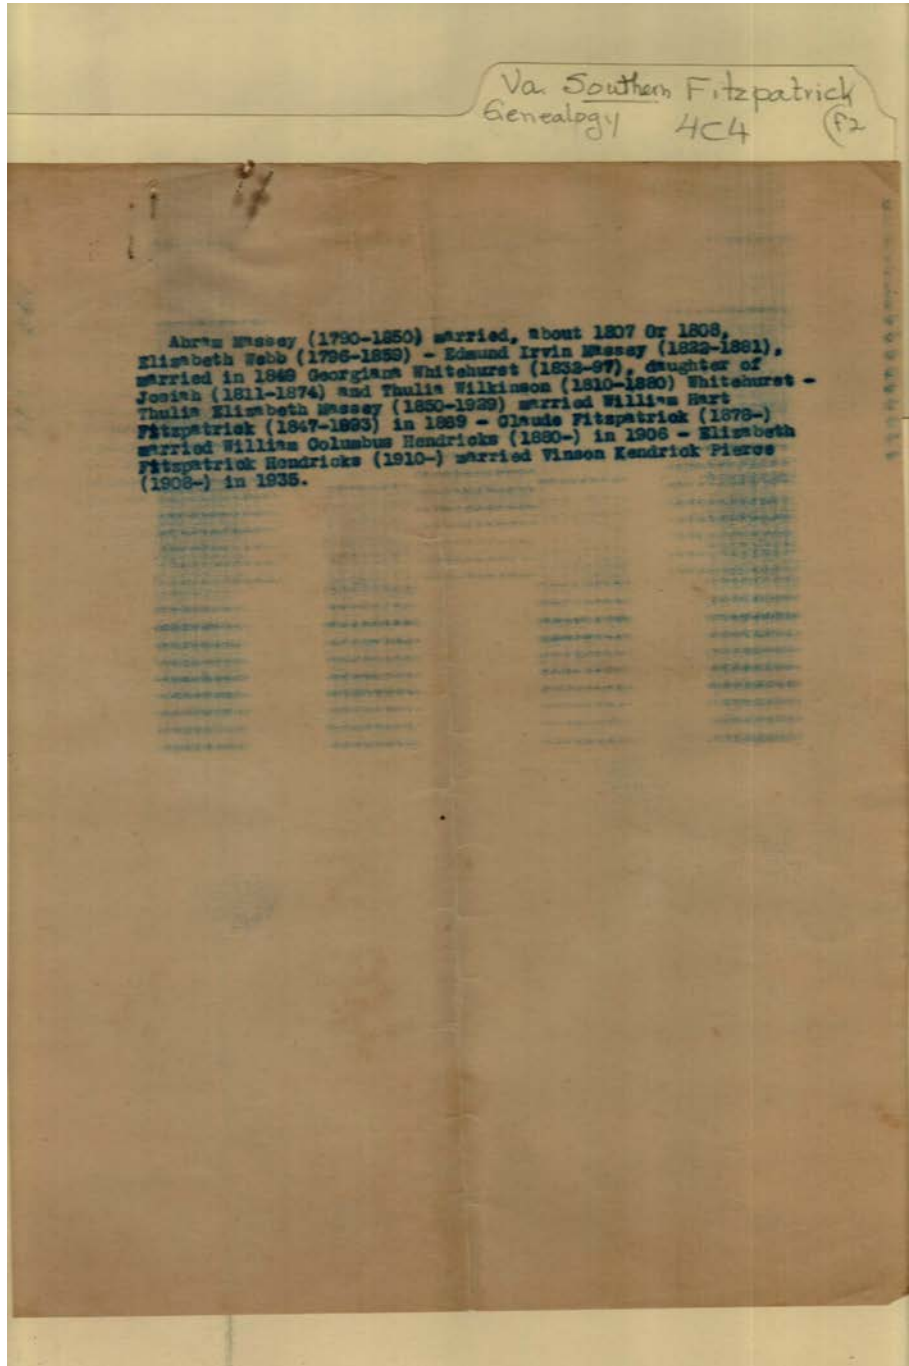 Va. Southern Fitzpatrick
Genealogy 4C4 F2
Abram Massey (1790-1850) married, about 1807 or 1808,
Elizabeth Webb (1796-1859) - Edmund Irvin Massey (1822-1881),
married in 1849 Georgiana Whitehurst (1832-97), daughter of
Josiah (1811-1874) and Thulia Wilkinson (1810-1880) Whitehurst -
Thulia Elizabeth Massey (1850-1929) married William Hart
Fitzpatrick (1847-1893) in 1869 - Claude Fitzpatrick (1878-)
married William Columbus Hendricks (1880-) in 1906 - Elizabeth
Fitzpatrick Hendricks (1910-) married Vinson Kendrick Pierce
(1908-) in 1935.